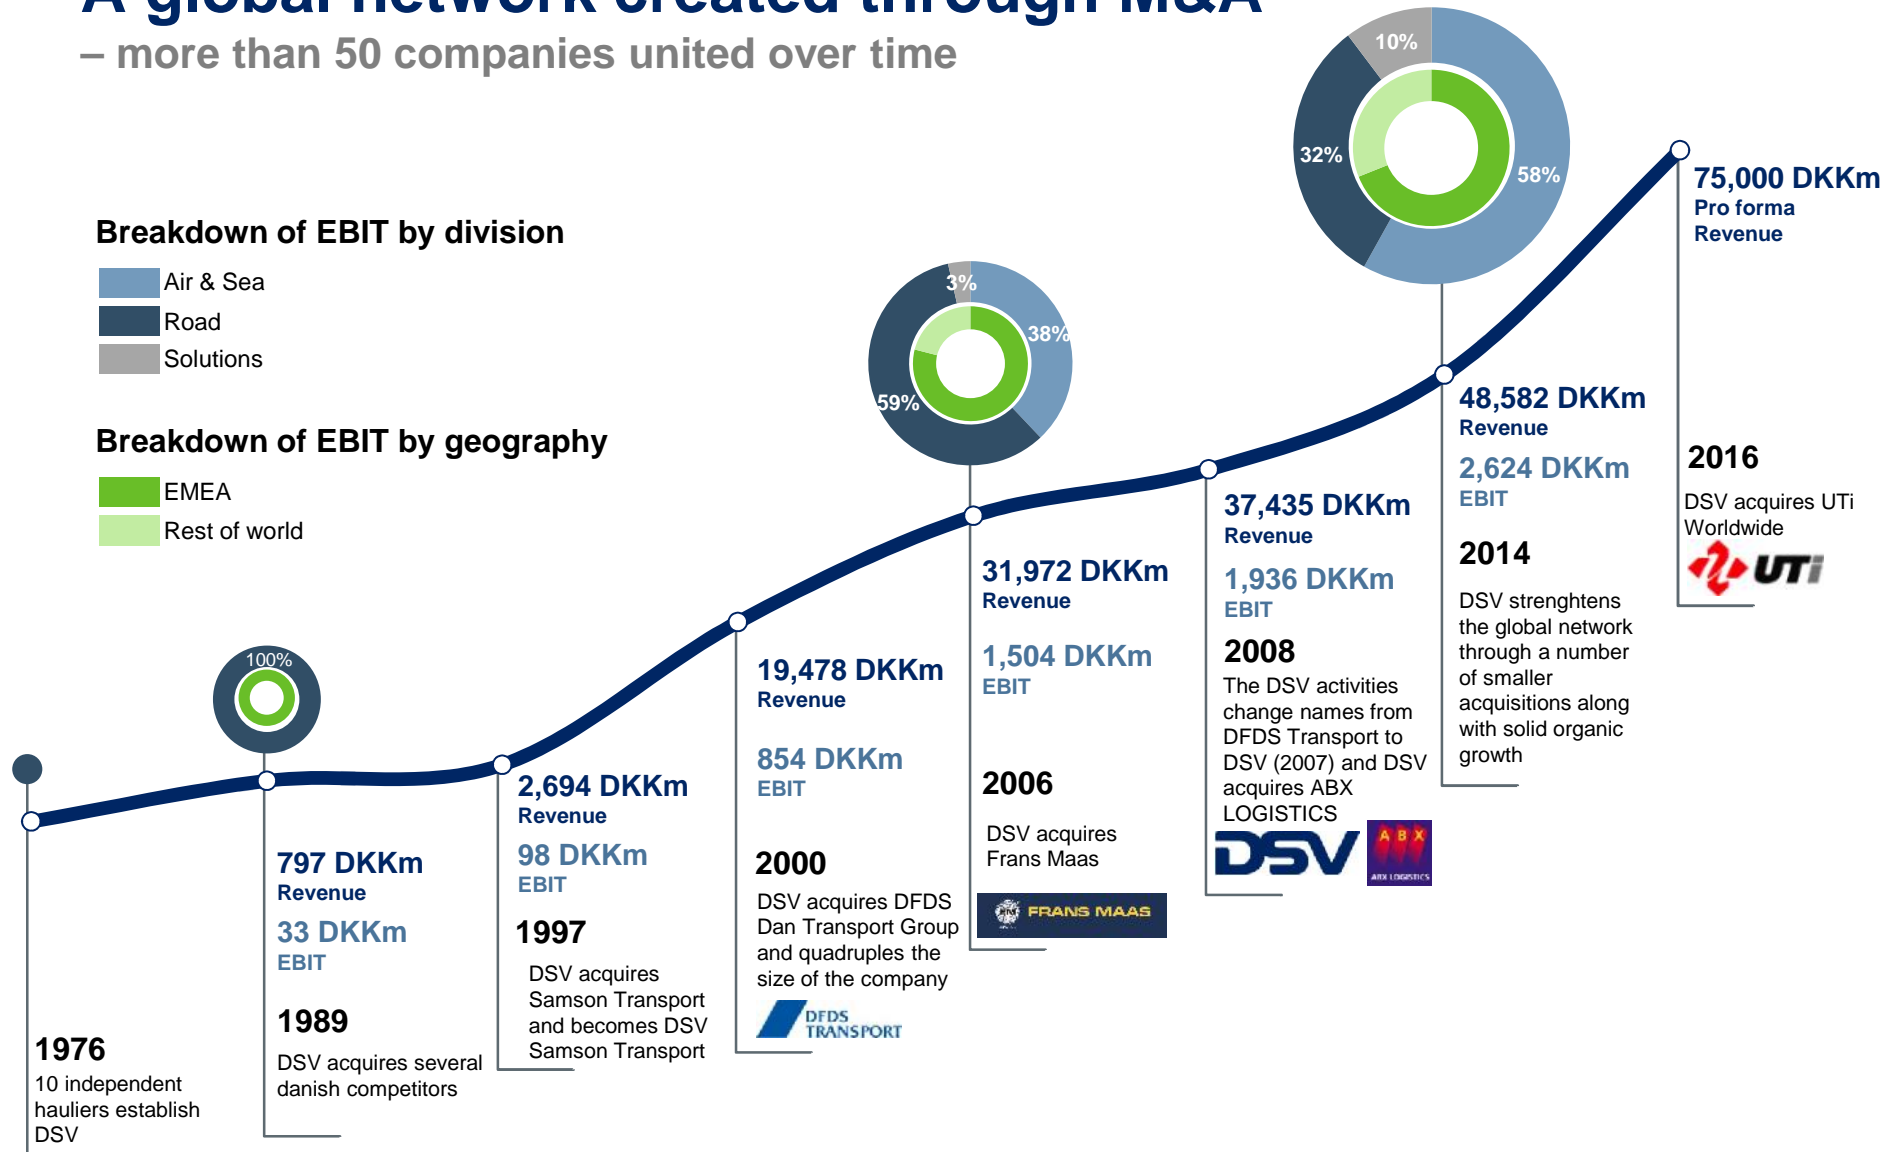 A global network created through M&A
– more than 50 companies united over time
Breakdown of EBIT by division
Air & Sea
Road
Solutions
Breakdown of EBIT by geography
EMEA
Rest of world
1976
10 independent
hauliers establish
DSV
100%
797 DKKm
Revenue
33 DKKm
EBIT
1989
DSV acquires several
danish competitors
2,694 DKKm
Revenue
98 DKKm
EBIT
1997
DSV acquires
Samson Transport
and becomes DSV
Samson Transport
19,478 DKKm
Revenue
854 DKKm
EBIT
2000
DSV acquires DFDS
Dan Transport Group
and quadruples the
size of the company
DFDS
TRANSPORT
3%
38%
59%
31,972 DKKm
Revenue
1,504 DKKm
EBIT
2006
DSV acquires
Frans Maas
FRANS MAAS
37,435 DKKm
Revenue
1,936 DKKm
EBIT
2008
The DSV activities
change names from
DFDS Transport to
DSV (2007) and DSV
acquires ABX
LOGISTICS
DSV
ABX
ABX LOGISTICS
10%
32%
58%
48,582 DKKm
Revenue
2,624 DKKm
EBIT
2014
DSV strenghtens
the global network
through a number
of smaller
acquisitions along
with solid organic
growth
75,000 DKKm
Pro forma
Revenue
2016
DSV acquires UTi
Worldwide
UTi